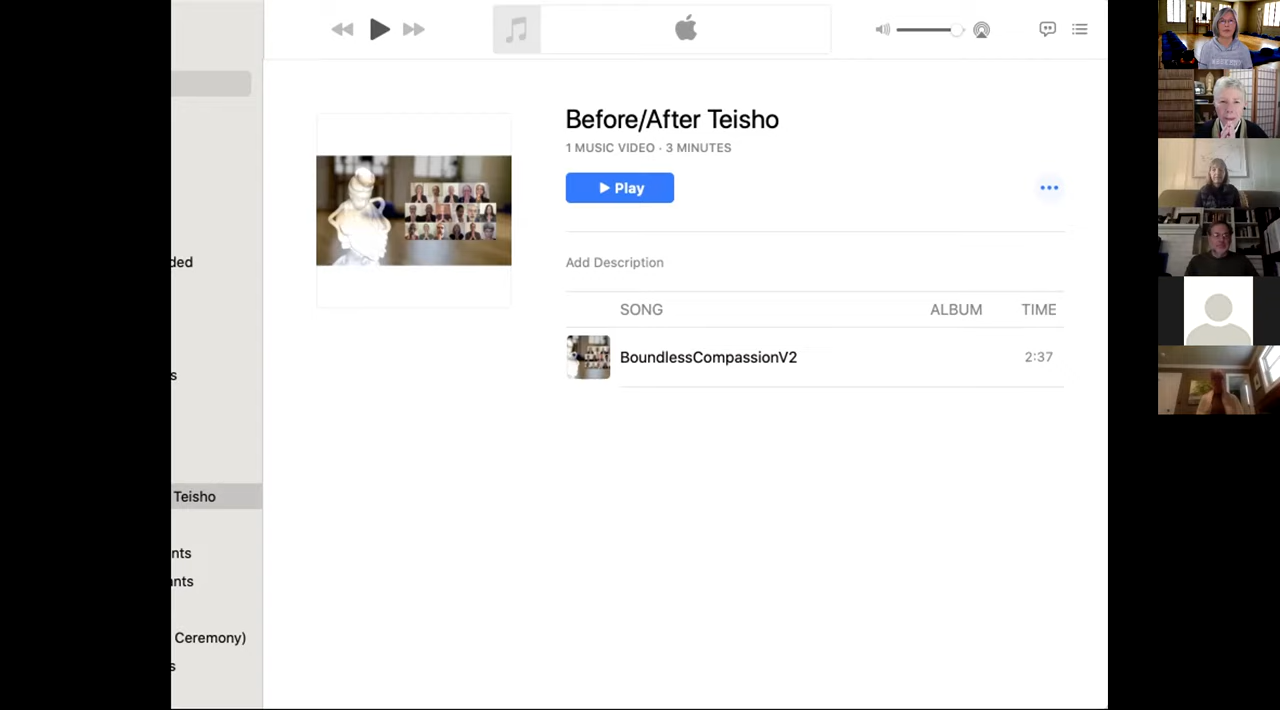 Before/After Teisho
1 MUSIC VIDEO · 3 MINUTES
Play
Add Description
SONG ALBUM TIME
BoundlessCompassionV2 2:37
ded
s
Teisho
nts
ants
Ceremony)
s